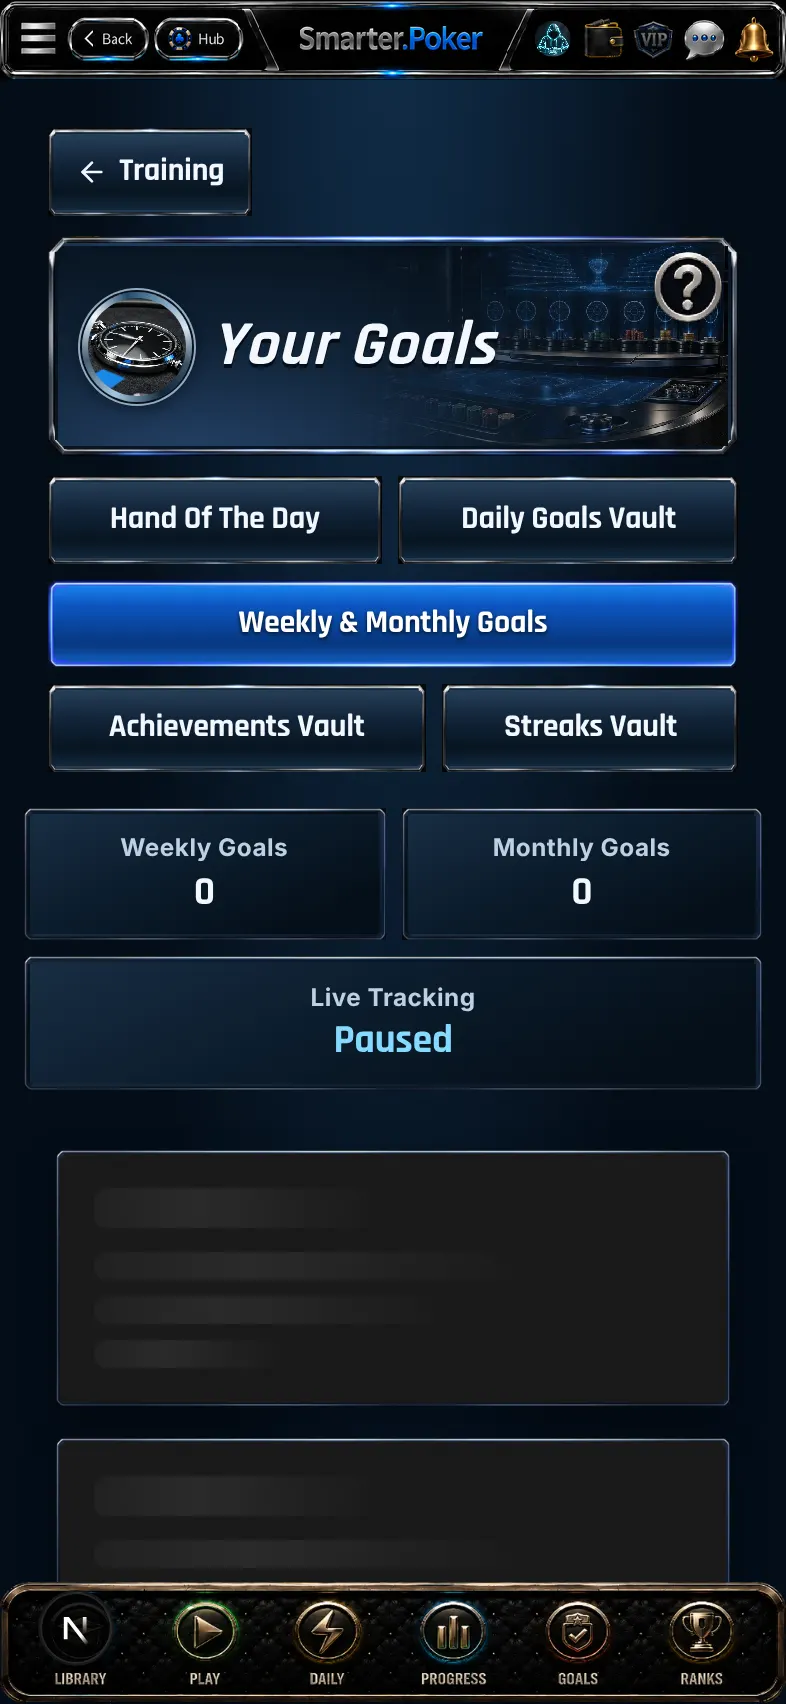 Back
Hub
Smarter.Poker
VIP
← Training
Your Goals
?
Hand Of The Day
Daily Goals Vault
Weekly & Monthly Goals
Achievements Vault
Streaks Vault
Weekly Goals
0
Monthly Goals
0
Live Tracking
Paused
N
LIBRARY
PLAY
DAILY
PROGRESS
GOALS
RANKS